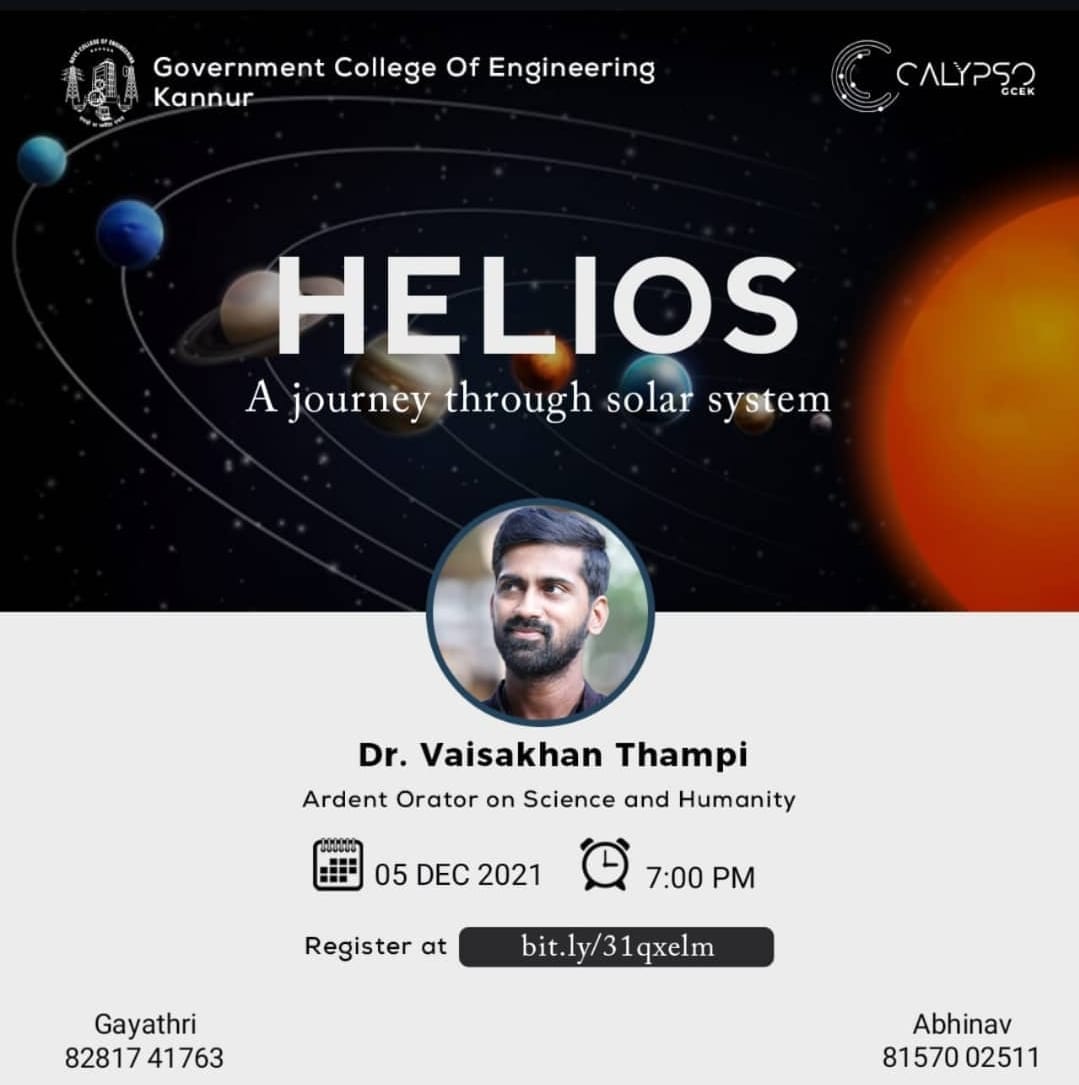 Government College Of Engineering
Kannur
CALYPSO
GCEK
HELIOS
A journey through solar system
Dr. Vaisakhan Thampi
Ardent Orator on Science and Humanity
05 DEC 2021
7:00 PM
Register at bit.ly/31qxelm
Gayathri
82817 41763
Abhinav
81570 02511